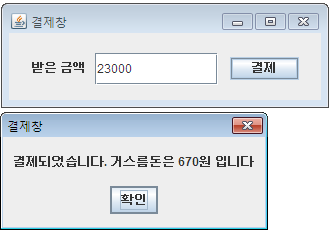 결제창
받은 금액 23000 결제
결제창
결제되었습니다. 거스름돈은 670원 입니다
확인